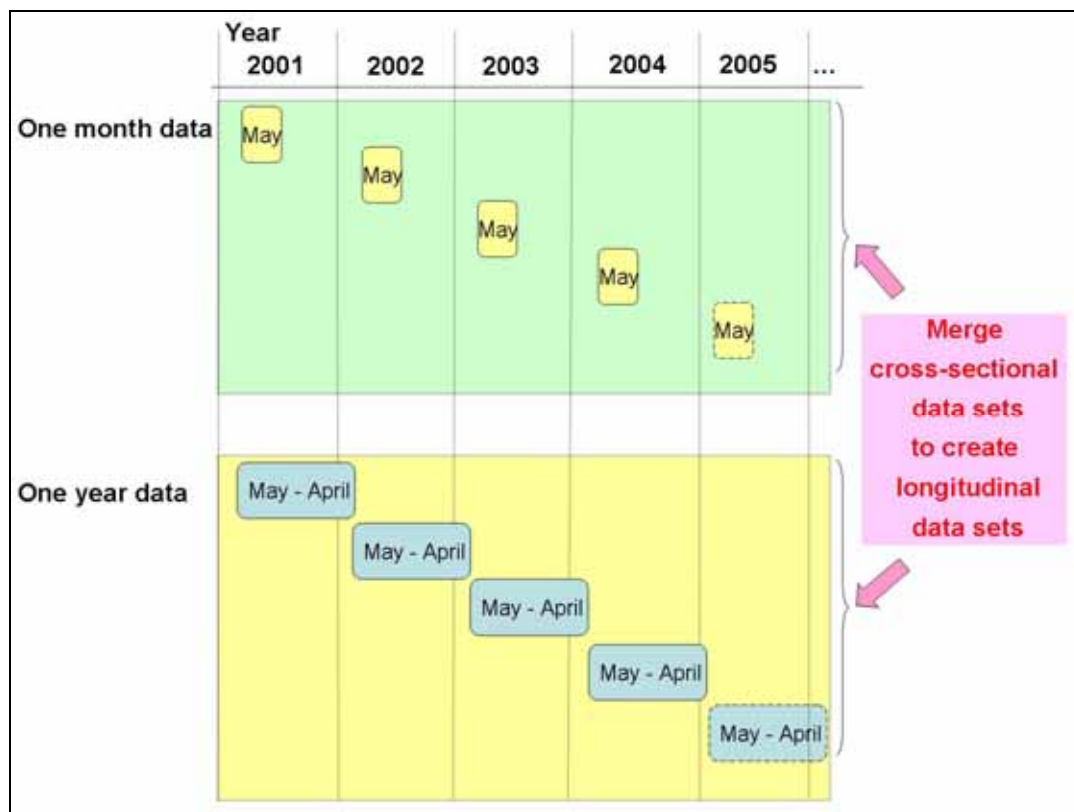 Year
2001 2002 2003 2004 2005 ...
One month data
May
May
May
May
May
Merge
cross-sectional
data sets
to create
longitudinal
data sets
One year data
May - April
May - April
May - April
May - April
May - April